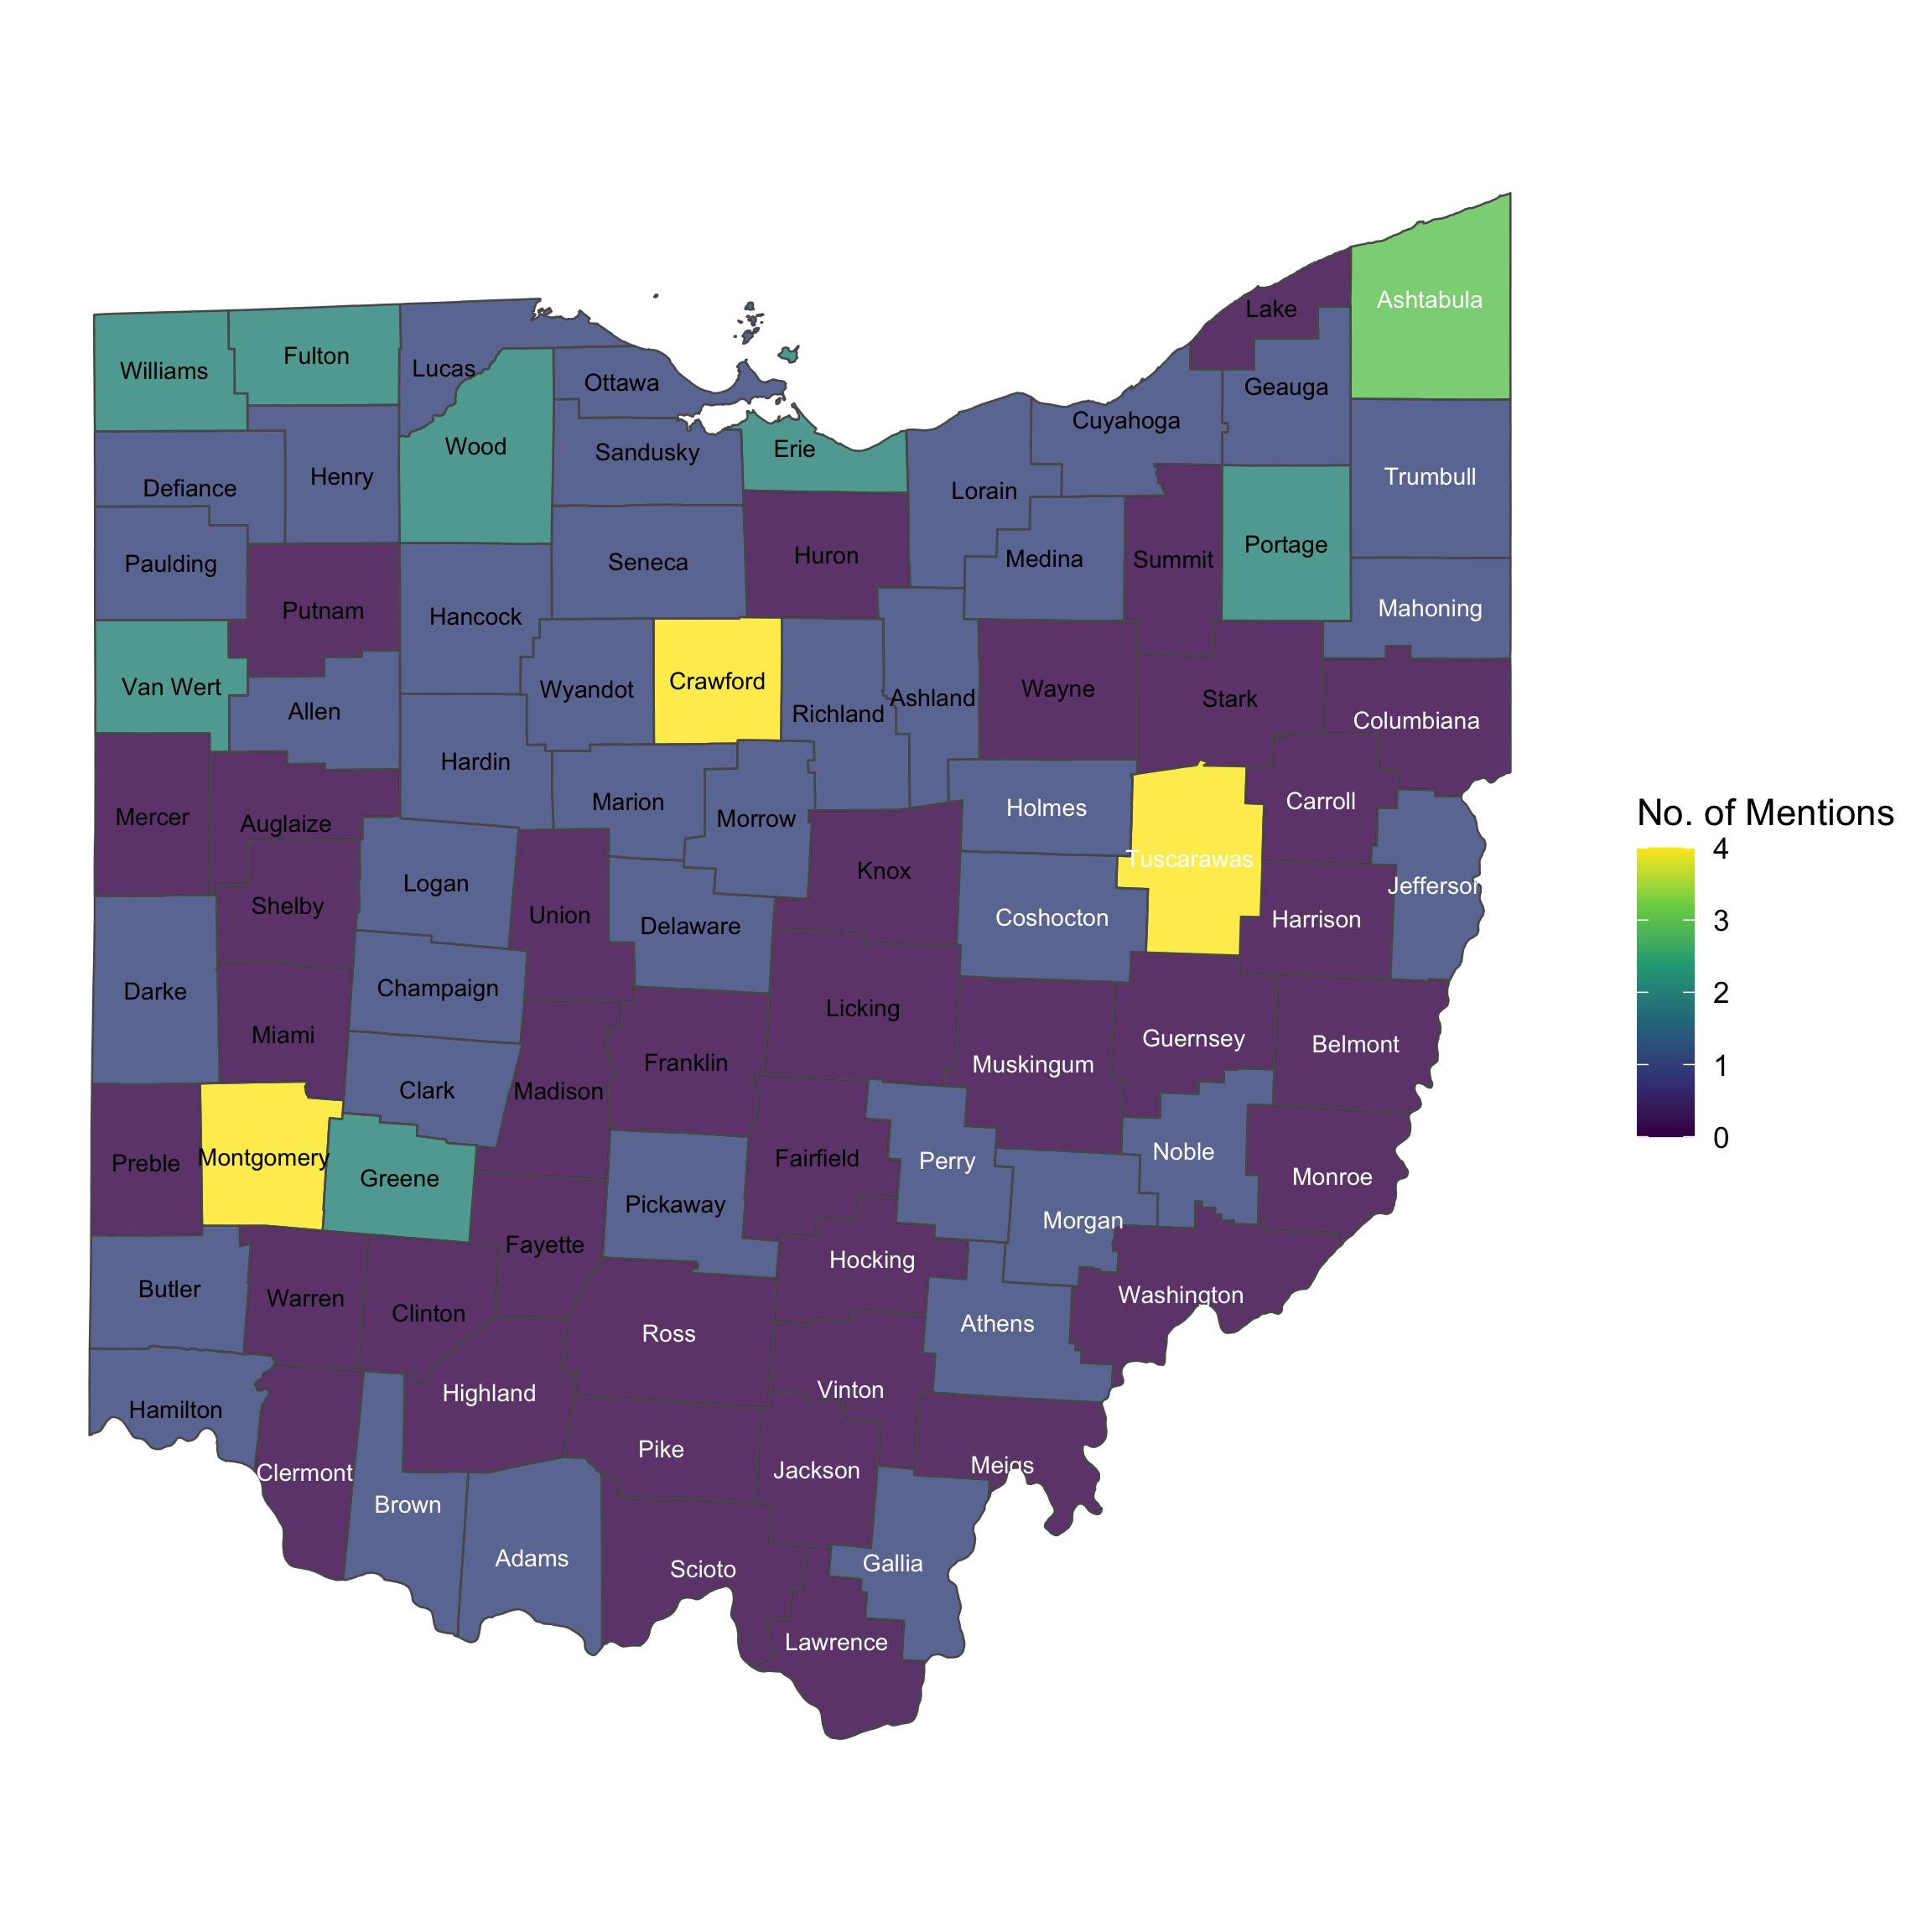 Ashtabula
Lake
Fulton
Williams
Lucas
Ottawa
Geauga
Cuyahoga
Wood
Erie
Sandusky
Henry
Trumbull
Defiance
Lorain
Portage
Huron
Medina
Summit
Seneca
Paulding
Mahoning
Putnam
Hancock
Crawford
Van Wert
Wyandot
Wayne
Ashland
Stark
Allen
Richland
Columbiana
Hardin
Marion
Carroll
Holmes
Mercer
Morrow
Auglaize
Tuscarawas
Knox
Logan
Jefferson
Shelby
Union
Coshocton
Harrison
Delaware
Champaign
Darke
Licking
Miami
Guernsey
Belmont
Franklin
Muskingum
Clark
Madison
Noble
Montgomery
Fairfield
Perry
Preble
Greene
Monroe
Pickaway
Morgan
Fayette
Hocking
Butler
Washington
Warren
Clinton
Athens
Ross
Vinton
Highland
Hamilton
Pike
Meigs
Jackson
Clermont
Brown
Adams
Gallia
Scioto
Lawrence
No. of Mentions
4
3
2
1
0